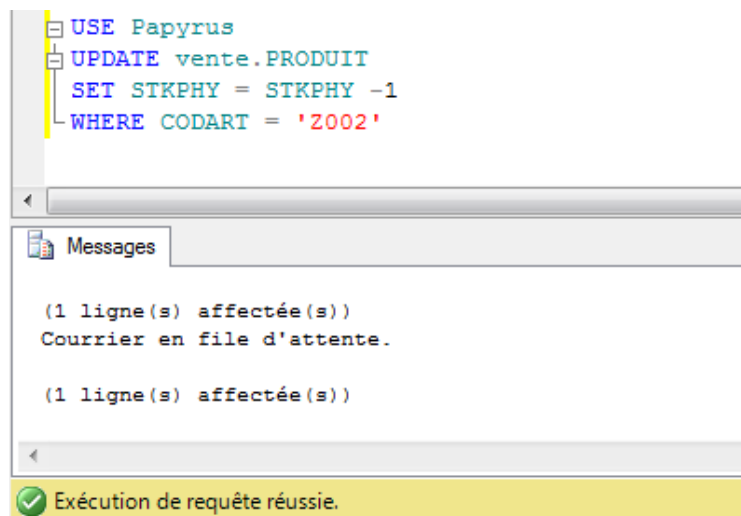 USE Papyrus
UPDATE vente.PRODUIT
SET STKPHY = STKPHY -1
WHERE CODART = 'Z002'
Messages
(1 ligne(s) affectée(s))
Courrier en file d'attente.
(1 ligne(s) affectée(s))
Exécution de requête réussie.